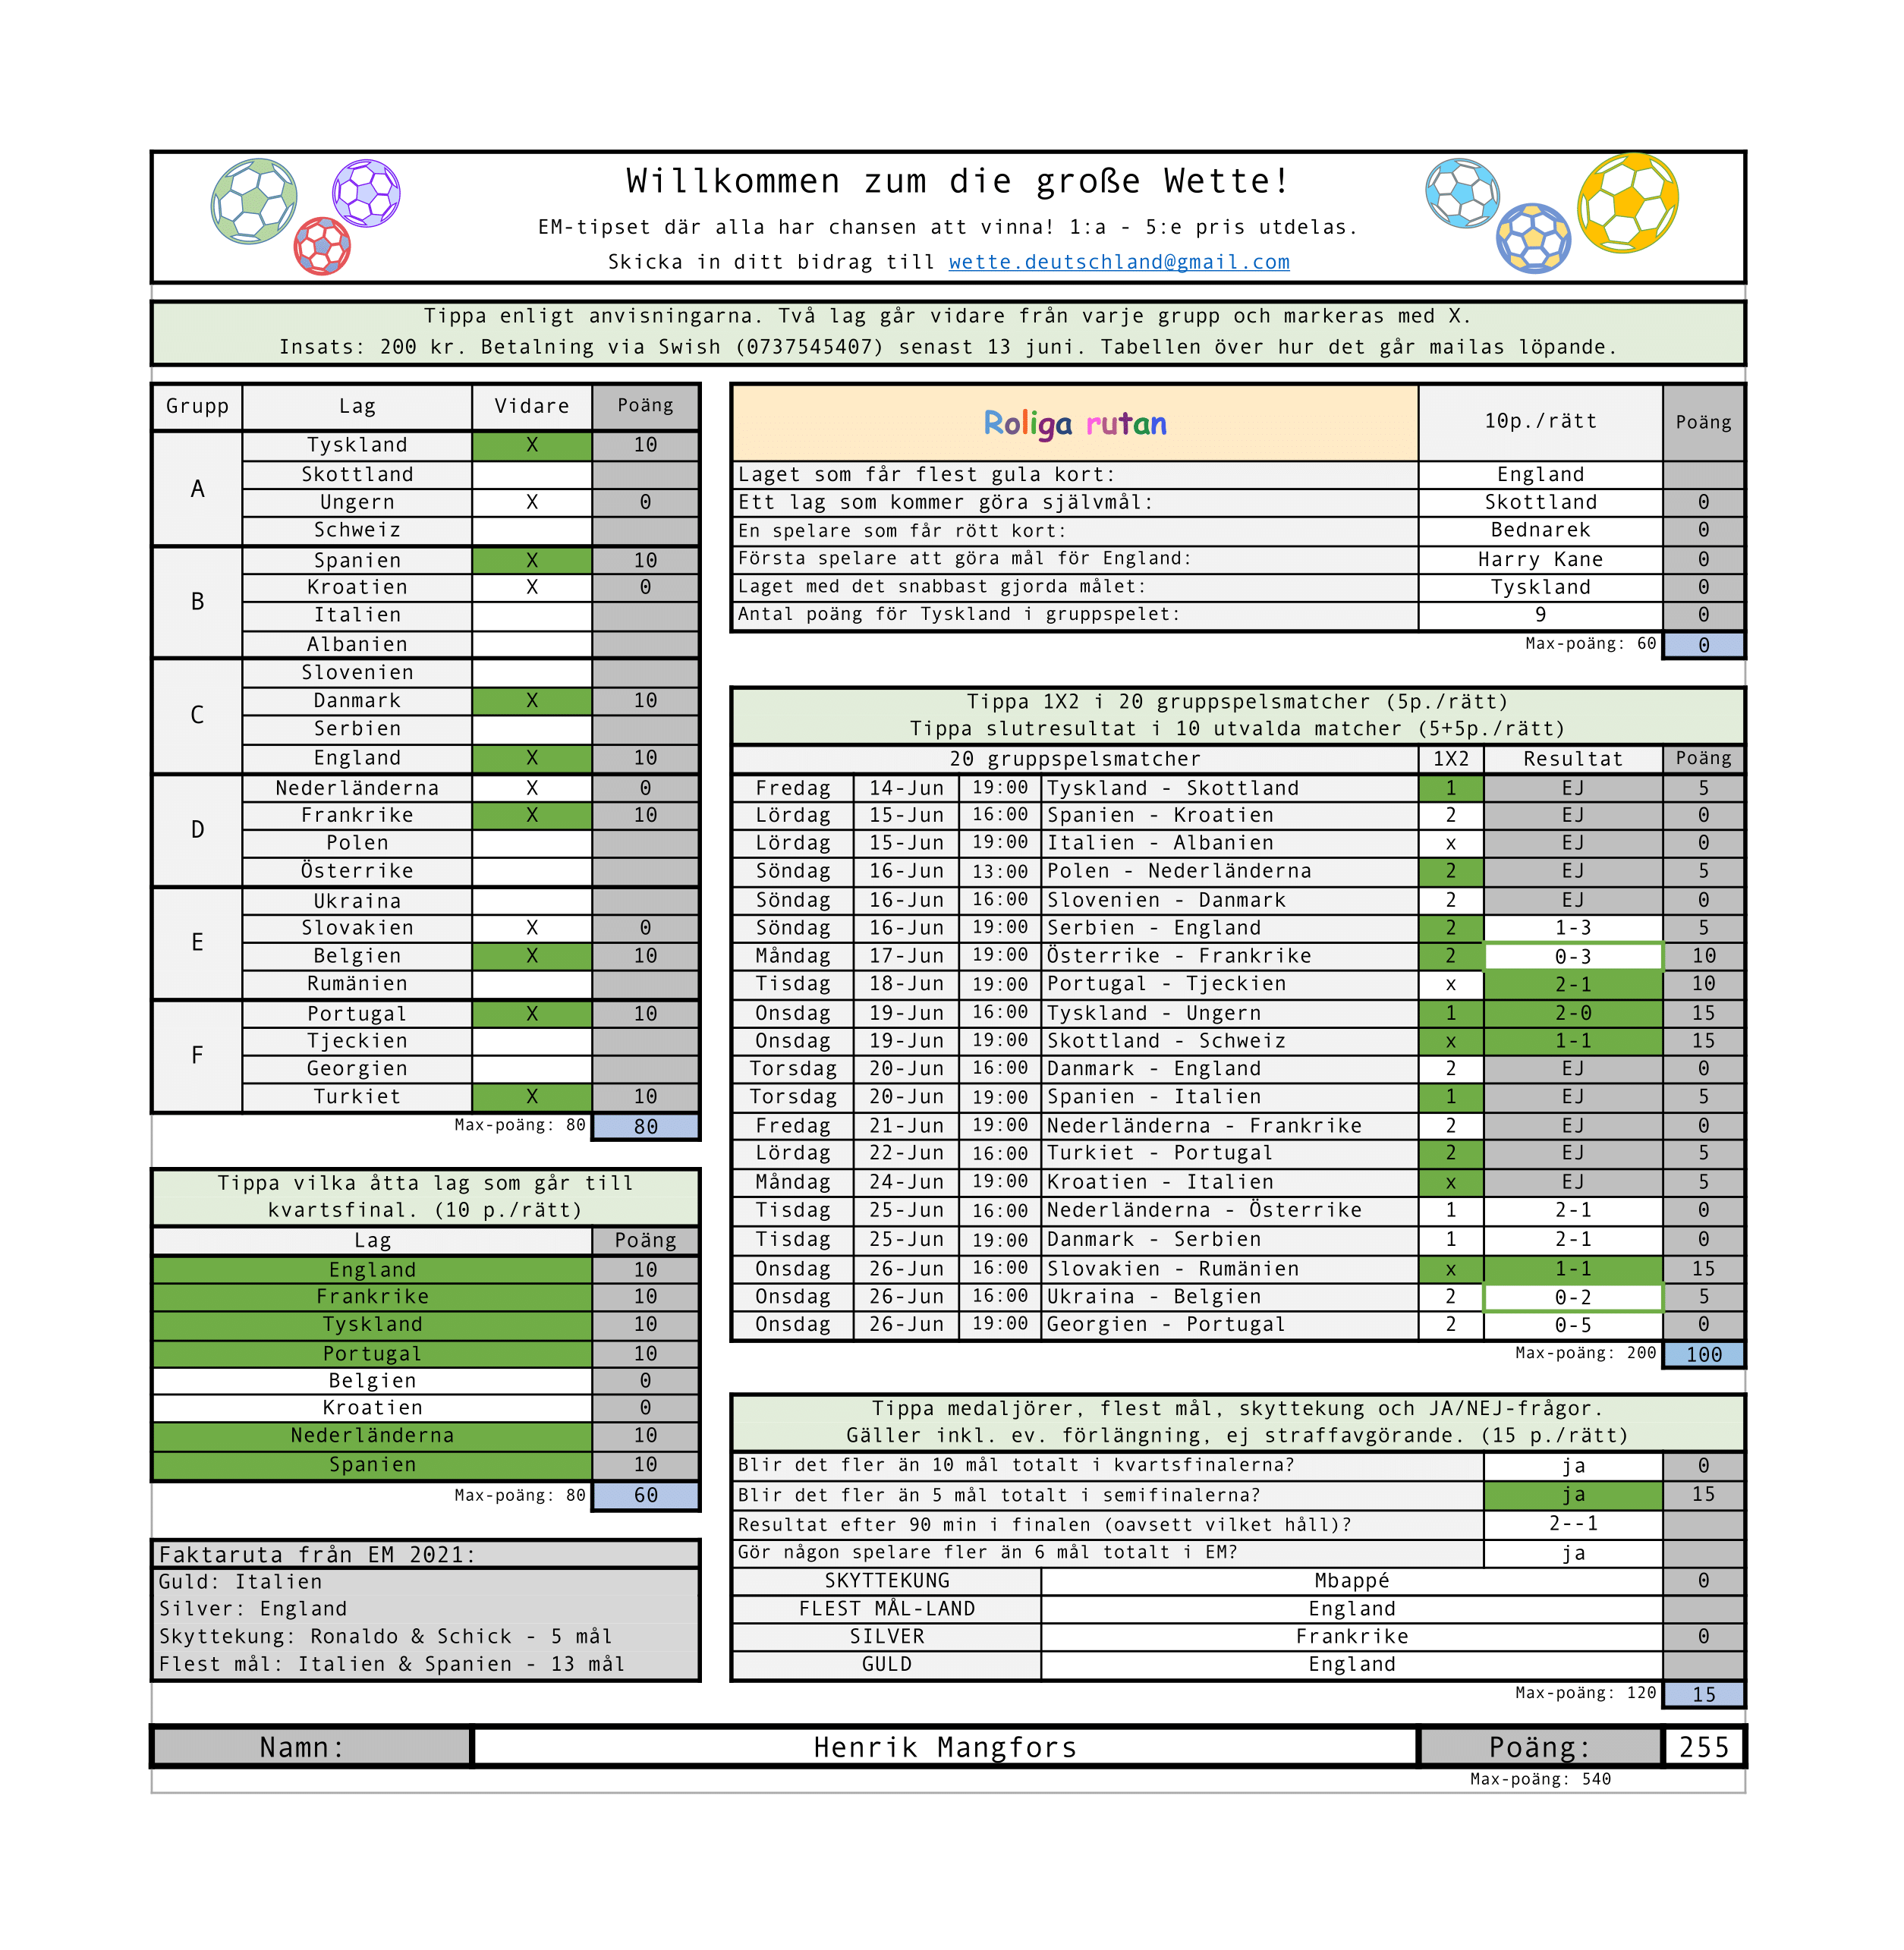 Willkommen zum die große Wette!
EM-tipset där alla har chansen att vinna! 1:a - 5:e pris utdelas.
Skicka in ditt bidrag till wette.deutschland@gmail.com
Tippa enligt anvisningarna. Två lag går vidare från varje grupp och markeras med X.
Insats: 200 kr. Betalning via Swish (0737545407) senast 13 juni. Tabellen över hur det går mailas löpande.
Grupp Lag Vidare Poäng
A
Tyskland X 10
Skottland
Ungern X 0
Schweiz
B
Spanien X 10
Kroatien X 0
Italien
Albanien
C
Slovenien
Danmark X 10
Serbien
England X 10
D
Nederländerna X 0
Frankrike X 10
Polen
Österrike
E
Ukraina
Slovakien X 0
Belgien X 10
Rumänien
F
Portugal X 10
Tjeckien
Georgien
Turkiet X 10
Max-poäng: 80 80
Tippa vilka åtta lag som går till
kvartsfinal. (10 p./rätt)
Lag Poäng
England 10
Frankrike 10
Tyskland 10
Portugal 10
Belgien 0
Kroatien 0
Nederländerna 10
Spanien 10
Max-poäng: 80 60
Faktaruta från EM 2021:
Guld: Italien
Silver: England
Skyttekung: Ronaldo & Schick - 5 mål
Flest mål: Italien & Spanien - 13 mål
Roliga rutan 10p./rätt Poäng
Laget som får flest gula kort: England
Ett lag som kommer göra självmål: Skottland 0
En spelare som får rött kort: Bednarek 0
Första spelare att göra mål för England: Harry Kane 0
Laget med det snabbast gjorda målet: Tyskland 0
Antal poäng för Tyskland i gruppspelet: 9 0
Max-poäng: 60 0
Tippa 1X2 i 20 gruppspelsmatcher (5p./rätt)
Tippa slutresultat i 10 utvalda matcher (5+5p./rätt)
20 gruppspelsmatcher 1X2 Resultat Poäng
Fredag 14-Jun 19:00 Tyskland - Skottland 1 EJ 5
Lördag 15-Jun 16:00 Spanien - Kroatien 2 EJ 0
Lördag 15-Jun 19:00 Italien - Albanien x EJ 0
Söndag 16-Jun 13:00 Polen - Nederländerna 2 EJ 5
Söndag 16-Jun 16:00 Slovenien - Danmark 2 EJ 0
Söndag 16-Jun 19:00 Serbien - England 2 1-3 5
Måndag 17-Jun 19:00 Österrike - Frankrike 2 0-3 10
Tisdag 18-Jun 19:00 Portugal - Tjeckien x 2-1 10
Onsdag 19-Jun 16:00 Tyskland - Ungern 1 2-0 15
Onsdag 19-Jun 19:00 Skottland - Schweiz x 1-1 15
Torsdag 20-Jun 16:00 Danmark - England 2 EJ 0
Torsdag 20-Jun 19:00 Spanien - Italien 1 EJ 5
Fredag 21-Jun 19:00 Nederländerna - Frankrike 2 EJ 0
Lördag 22-Jun 16:00 Turkiet - Portugal 2 EJ 5
Måndag 24-Jun 19:00 Kroatien - Italien x EJ 5
Tisdag 25-Jun 16:00 Nederländerna - Österrike 1 2-1 0
Tisdag 25-Jun 19:00 Danmark - Serbien 1 2-1 0
Onsdag 26-Jun 16:00 Slovakien - Rumänien x 1-1 15
Onsdag 26-Jun 16:00 Ukraina - Belgien 2 0-2 5
Onsdag 26-Jun 19:00 Georgien - Portugal 2 0-5 0
Max-poäng: 200 100
Tippa medaljörer, flest mål, skyttekung och JA/NEJ-frågor.
Gäller inkl. ev. förlängning, ej straffavgörande. (15 p./rätt)
Blir det fler än 10 mål totalt i kvartsfinalerna? ja 0
Blir det fler än 5 mål totalt i semifinalerna? ja 15
Resultat efter 90 min i finalen (oavsett vilket håll)? 2--1
Gör någon spelare fler än 6 mål totalt i EM? ja
SKYTTEKUNG Mbappé 0
FLEST MÅL-LAND England
SILVER Frankrike 0
GULD England
Max-poäng: 120 15
Namn: Henrik Mangfors Poäng: 255
Max-poäng: 540